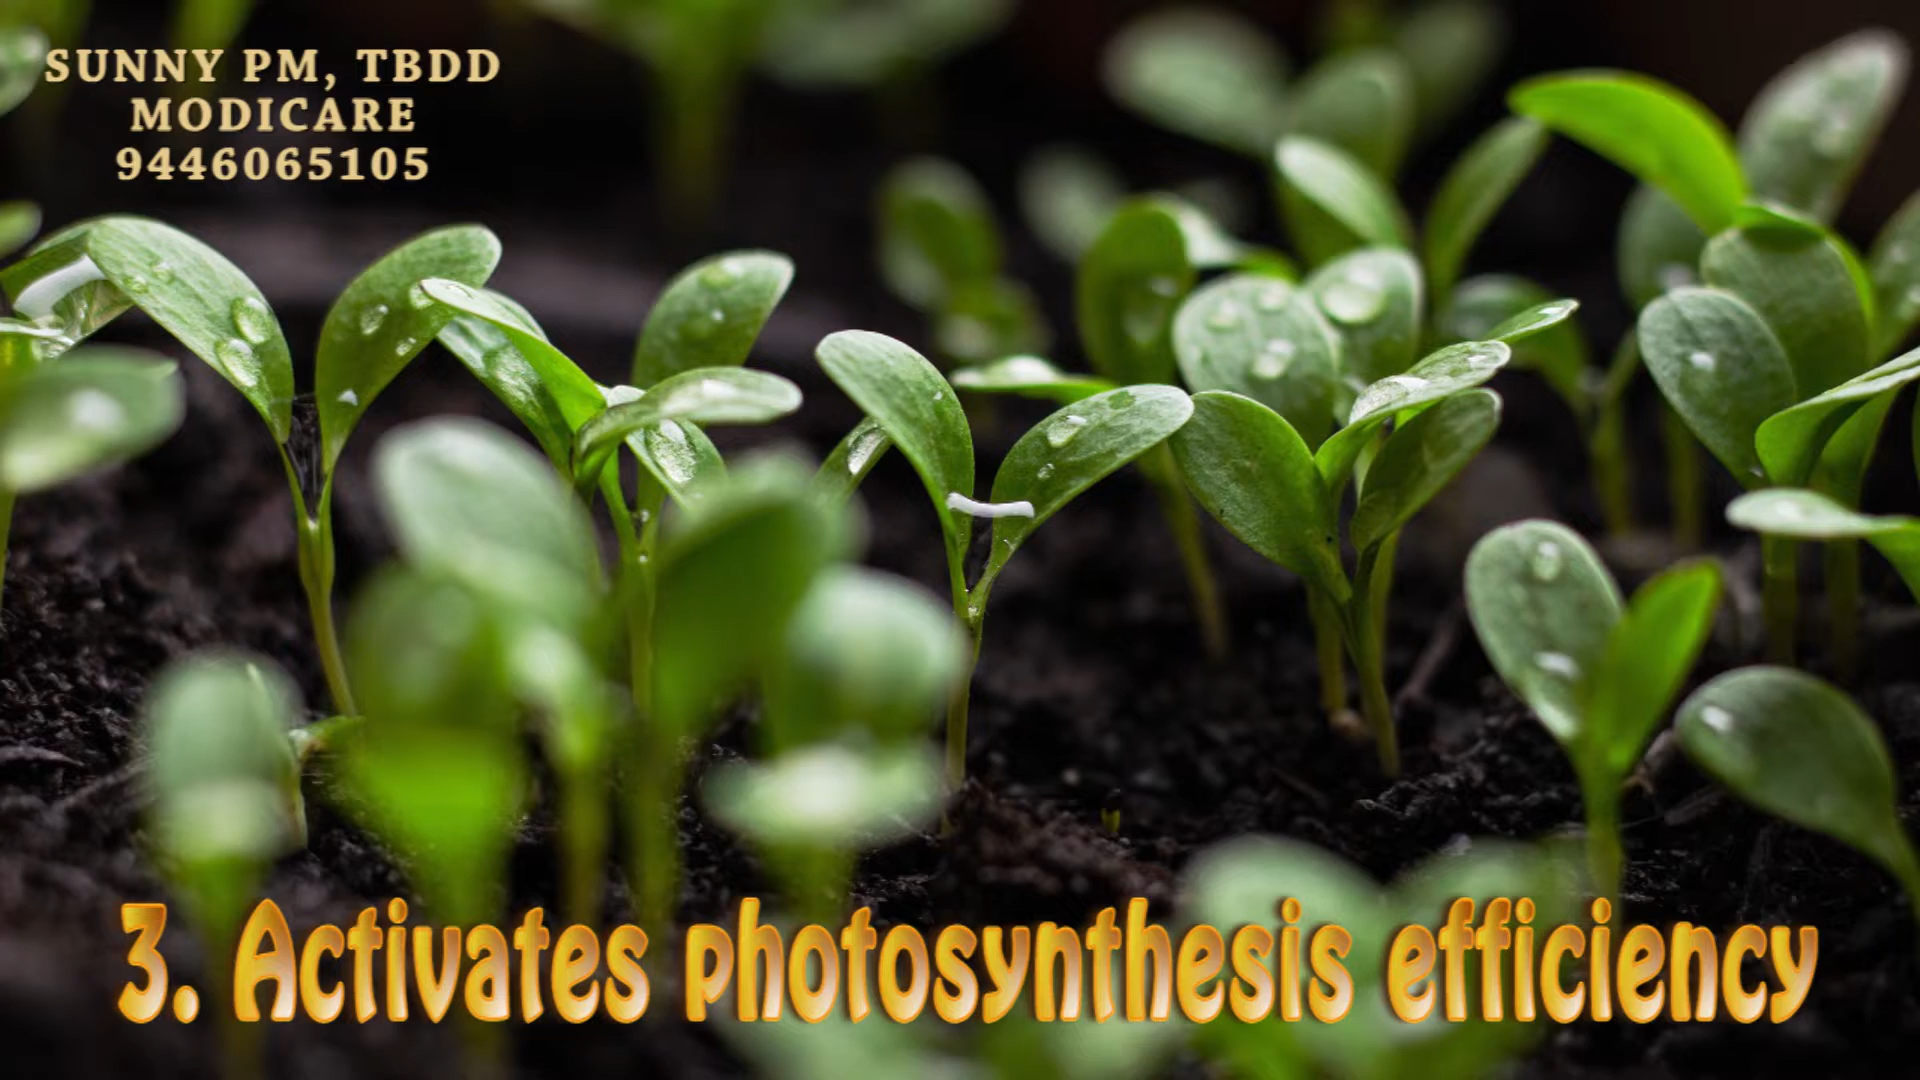 SUNNY PM, TBDD
MODICARE
9446065105
3. Activates photosynthesis efficiency